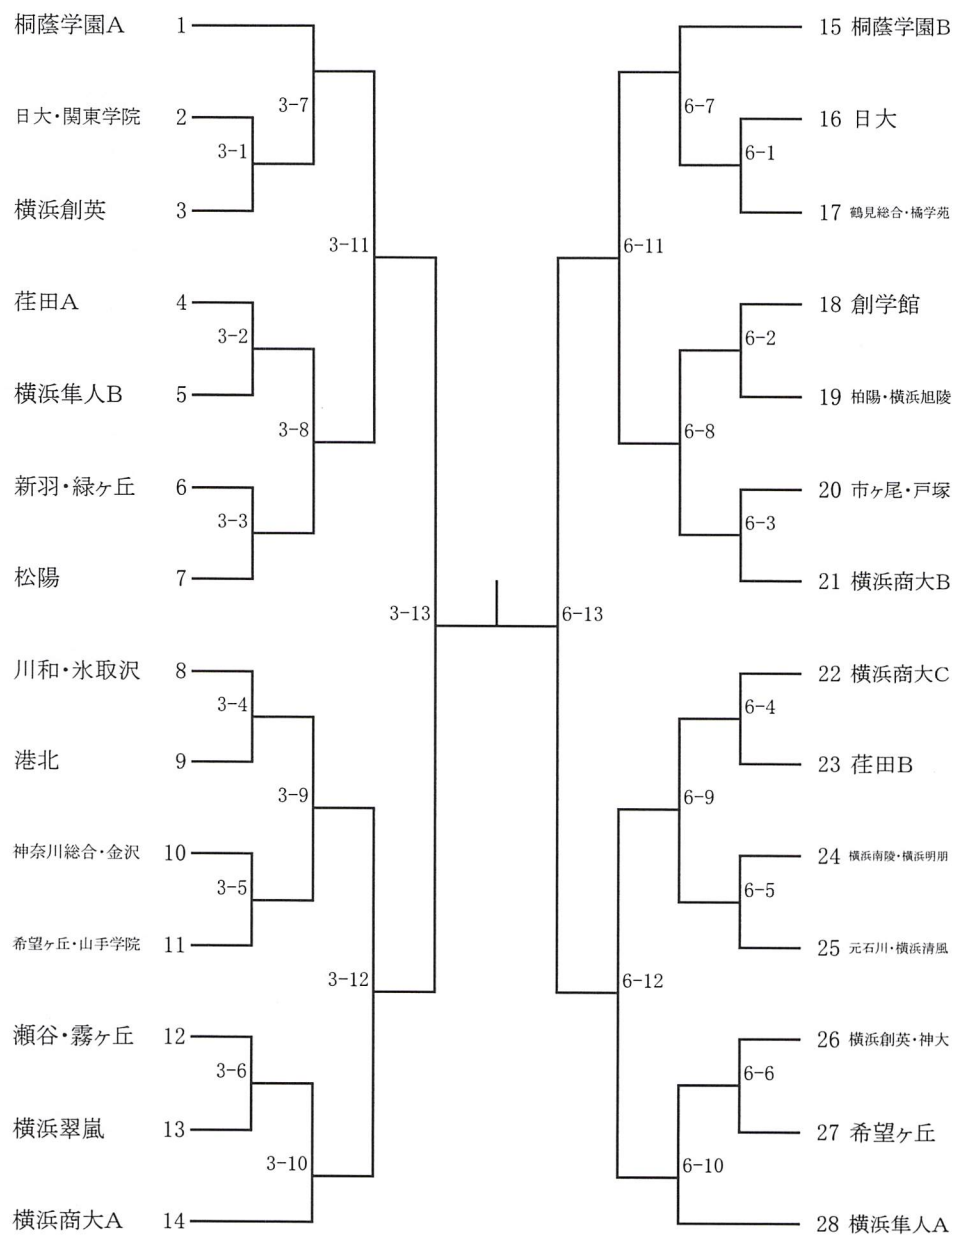 桐蔭学園A 1
3-7
日大・関東学院 2
3-1
横浜創英 3
3-11
荏田A 4
3-2
横浜隼人B 5
3-8
新羽・緑ヶ丘 6
3-3
松陽 7
3-13
川和・氷取沢 8
3-4
港北 9
3-9
神奈川総合・金沢 10
3-5
希望ヶ丘・山手学院 11
3-12
瀬谷・霧ヶ丘 12
3-6
横浜翠嵐 13
3-10
横浜商大A 14
15 桐蔭学園B
6-7
16 日大
6-1
17 鶴見総合・橘学苑
6-11
18 創学館
6-2
19 柏陽・横浜旭陵
6-8
20 市ヶ尾・戸塚
6-3
21 横浜商大B
6-13
22 横浜商大C
6-4
23 荏田B
6-9
24 横浜南陵・横浜明朋
6-5
25 元石川・横浜清風
6-12
26 横浜創英・神大
6-6
27 希望ヶ丘
6-10
28 横浜隼人A